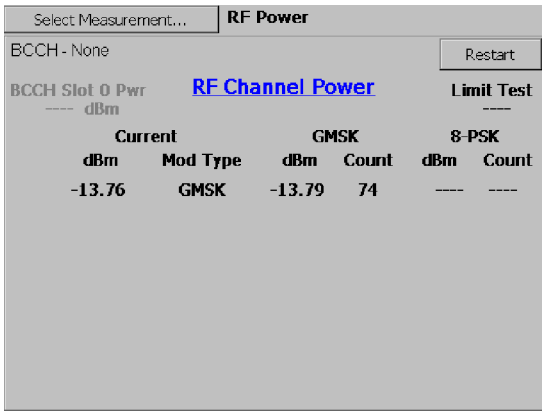 Select Measurement... RF Power
BCCH - None Restart
BCCH Slot 0 Pwr RF Channel Power Limit Test
---- dBm ----
Current GMSK 8-PSK
dBm Mod Type dBm Count dBm Count
-13.76 GMSK -13.79 74 ---- ----